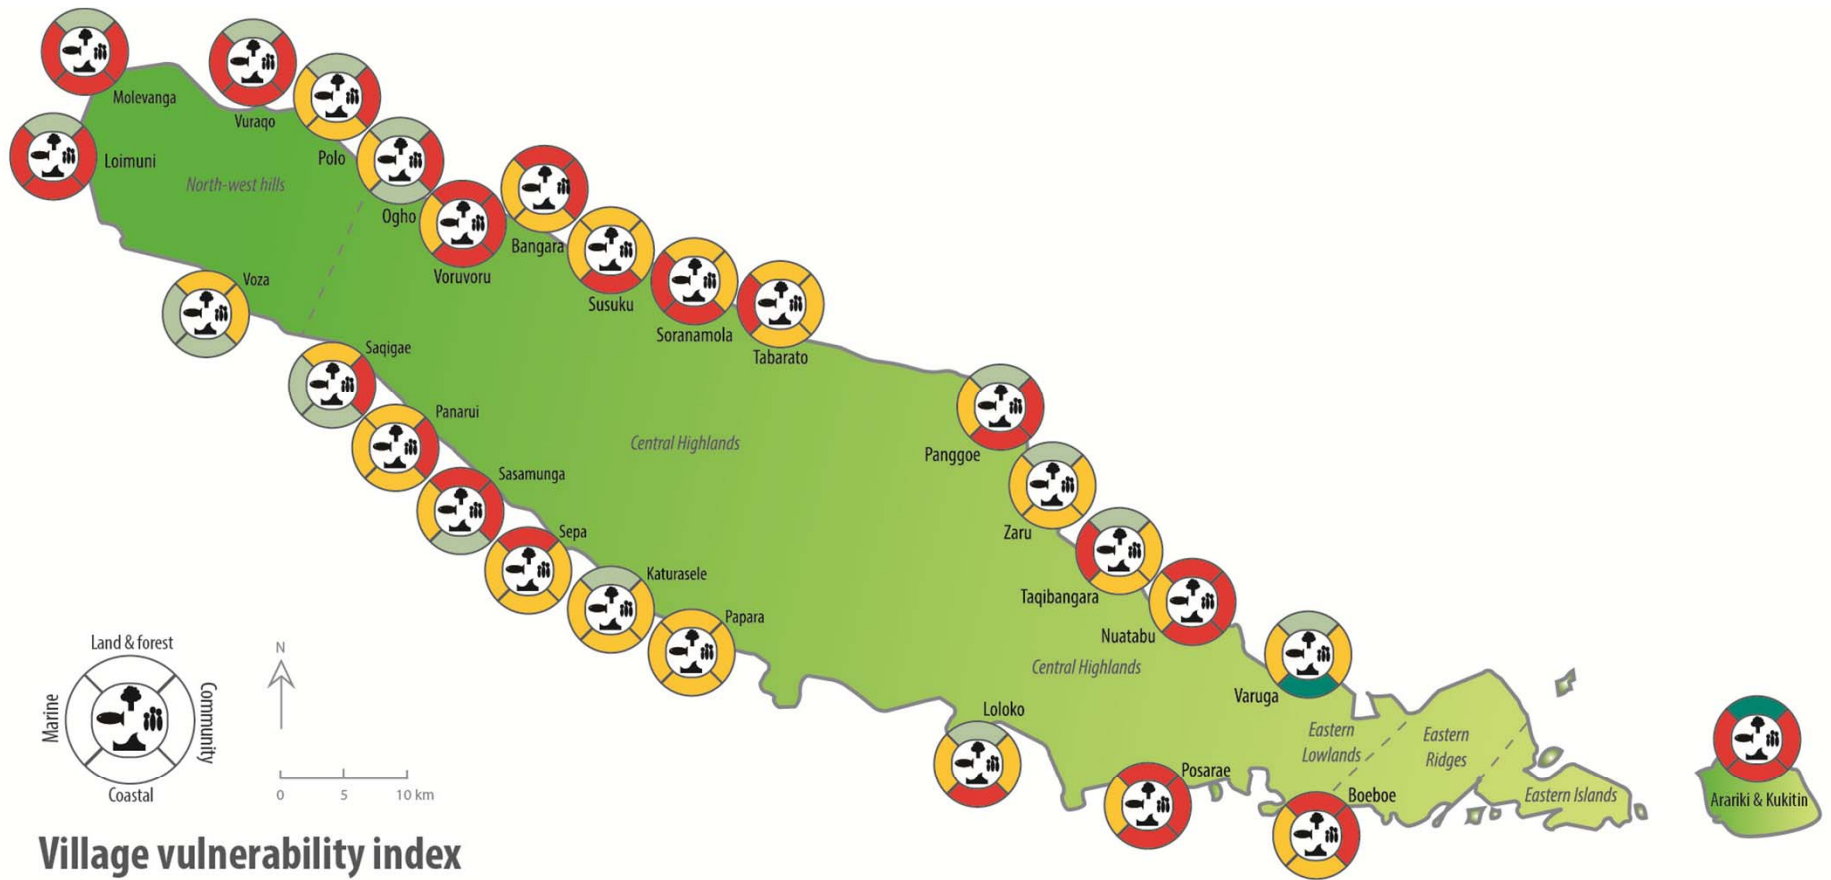 Molevanga
Vuraqo
Loimuni
Polo
North-west hills
Ogho
Bangara
Voruvoru
Voza
Susuku
Soranamola
Saqigae
Tabarato
Panarui
Central Highlands
Panggoe
Sasamunga
Sepa
Zaru
Katurasele
Taqibangara
Papara
Nuatabu
Central Highlands
Varuga
Loloko
Eastern
Lowlands
Eastern
Ridges
Posarae
Boeboe
Eastern Islands
Arariki & Kukitin
Land & forest
Marine
Community
Coastal
N
0 5 10 km
Village vulnerability index